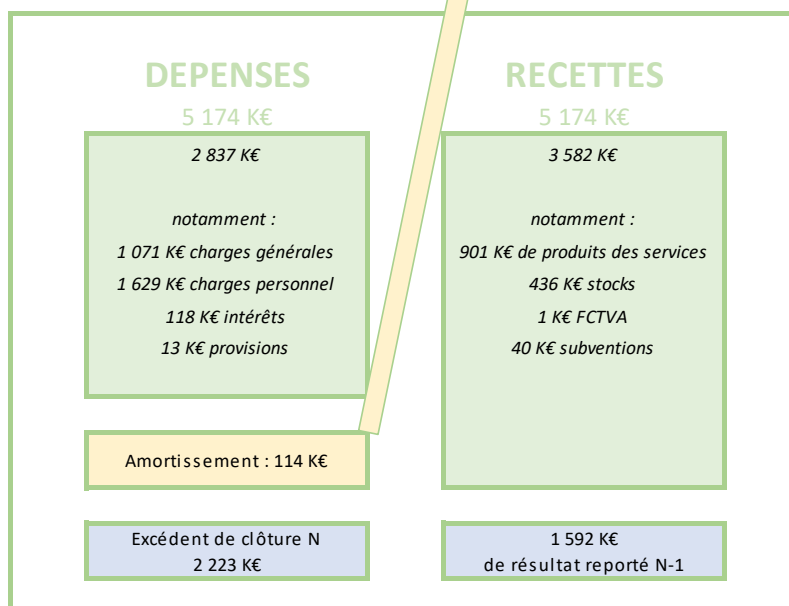 DEPENSES
5 174 K€
2 837 K€
notamment :
1 071 K€ charges générales
1 629 K€ charges personnel
118 K€ intérêts
13 K€ provisions
Amortissement : 114 K€
Excédent de clôture N
2 223 K€
RECETTES
5 174 K€
3 582 K€
notamment :
901 K€ de produits des services
436 K€ stocks
1 K€ FCTVA
40 K€ subventions
1 592 K€
de résultat reporté N-1